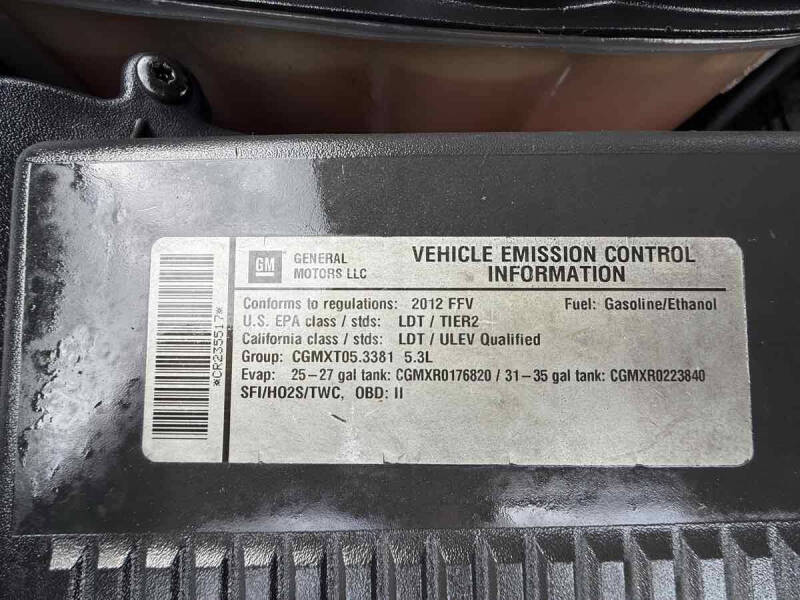 *CR235517*
GM
GENERAL
MOTORS LLC
VEHICLE EMISSION CONTROL
INFORMATION
Conforms to regulations: 2012 FFV Fuel: Gasoline/Ethanol
U.S. EPA class / stds: LDT / TIER2
California class / stds: LDT / ULEV Qualified
Group: CGMXT05.3381 5.3L
Evap: 25-27 gal tank: CGMXR0176820 / 31-35 gal tank: CGMXR0223840
SFI/HO2S/TWC, OBD: II